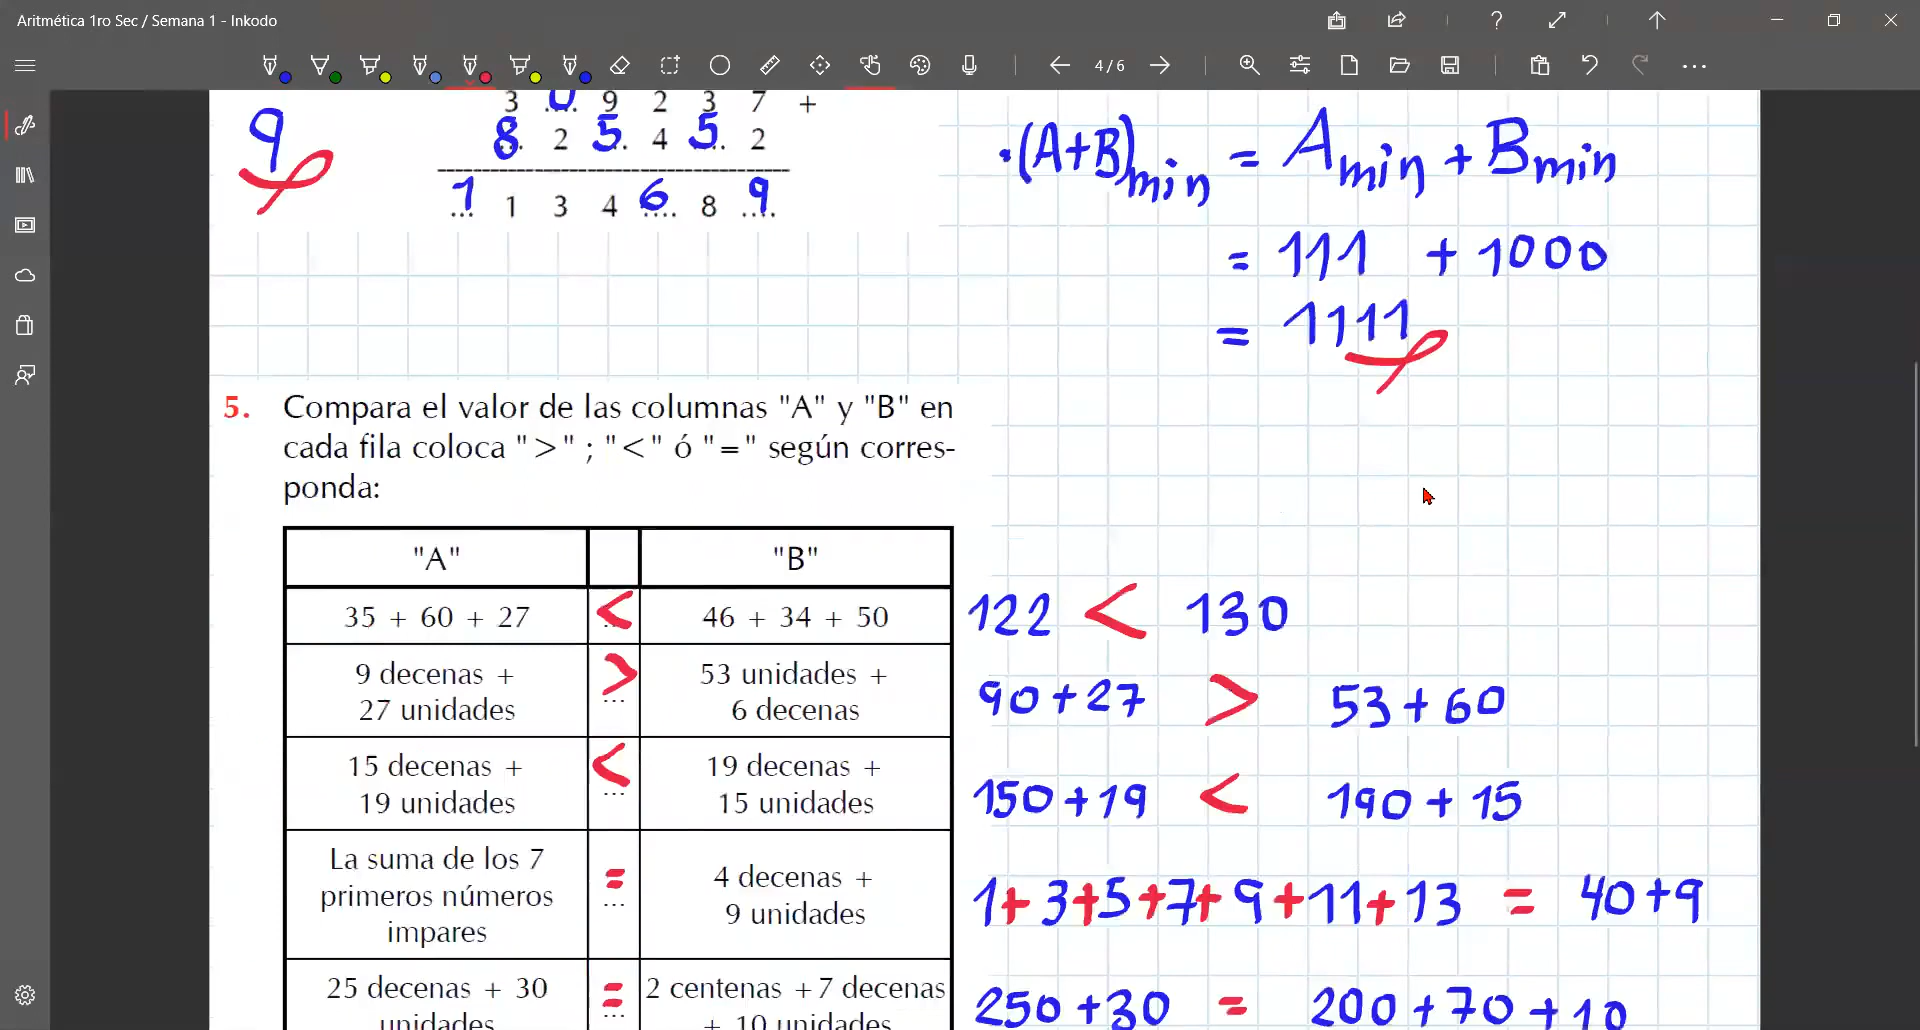 Aritmética 1ro Sec / Semana 1 - Inkodo
4 / 6
9
3 0 9 2 3 7 +
8 2 5 4 5 2
1 1 3 4 6 8 9
·(A+B)min = Amin + Bmin
= 111 + 1000
= 1111
5. Compara el valor de las columnas "A" y "B" en
cada fila coloca ">" ; "<" ó "=" según corres-
ponda:
"A" "B"
35 + 60 + 27 < 46 + 34 + 50
122 < 130
9 decenas + > 53 unidades +
27 unidades ... 6 decenas
90+27 > 53+60
15 decenas + < 19 decenas +
19 unidades ... 15 unidades
150+19 < 190+15
La suma de los 7
primeros números
impares
=
...
4 decenas +
9 unidades
1+3+5+7+9+11+13 = 40+9
25 decenas + 30
unidades
=
...
2 centenas + 7 decenas
+ 10 unidades
250+30 = 200+70+10